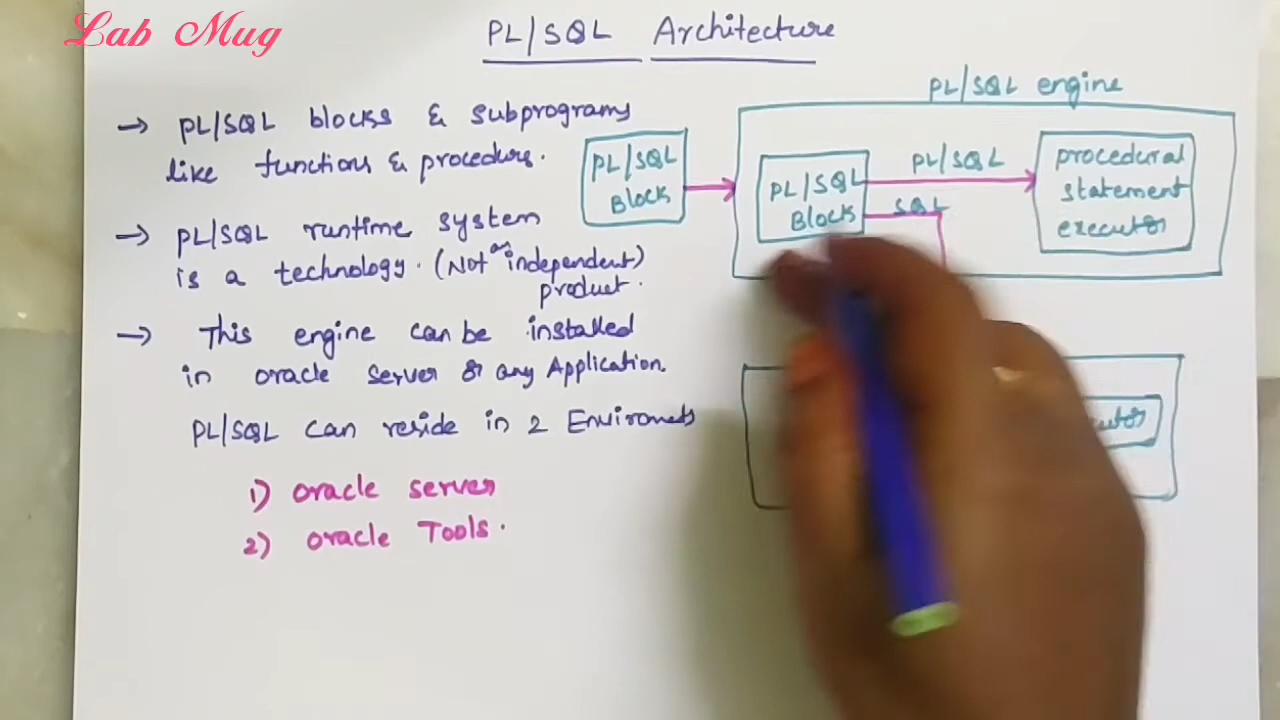 Lab Mug
PL/SQL Architecture
→ PL/SQL blocks & subprograms
like functions & procedure.
→ PL/SQL runtime system
is a technology. (Not an independent)
product.
→ This engine can be installed
in oracle server or any Application.
PL/SQL can reside in 2 Enviromets
1) oracle server
2) oracle Tools.
PL/SQL engine
PL/SQL
Block
PL/SQL
Block
PL/SQL
SQL
procedural
statement
executor